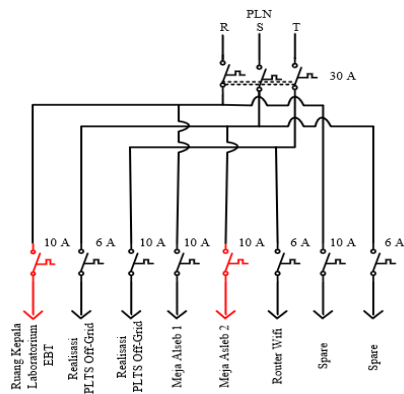 PLN
R S T
30 A
10 A 6 A 10 A 10 A 10 A 6 A 10 A 6 A
Ruang Kepala
Laboratorium
EBT
Realisasi
PLTS Off-Grid
Realisasi
PLTS Off-Grid
Meja Alseb 1
Meja Asleb 2
Router Wifi
Spare
Spare